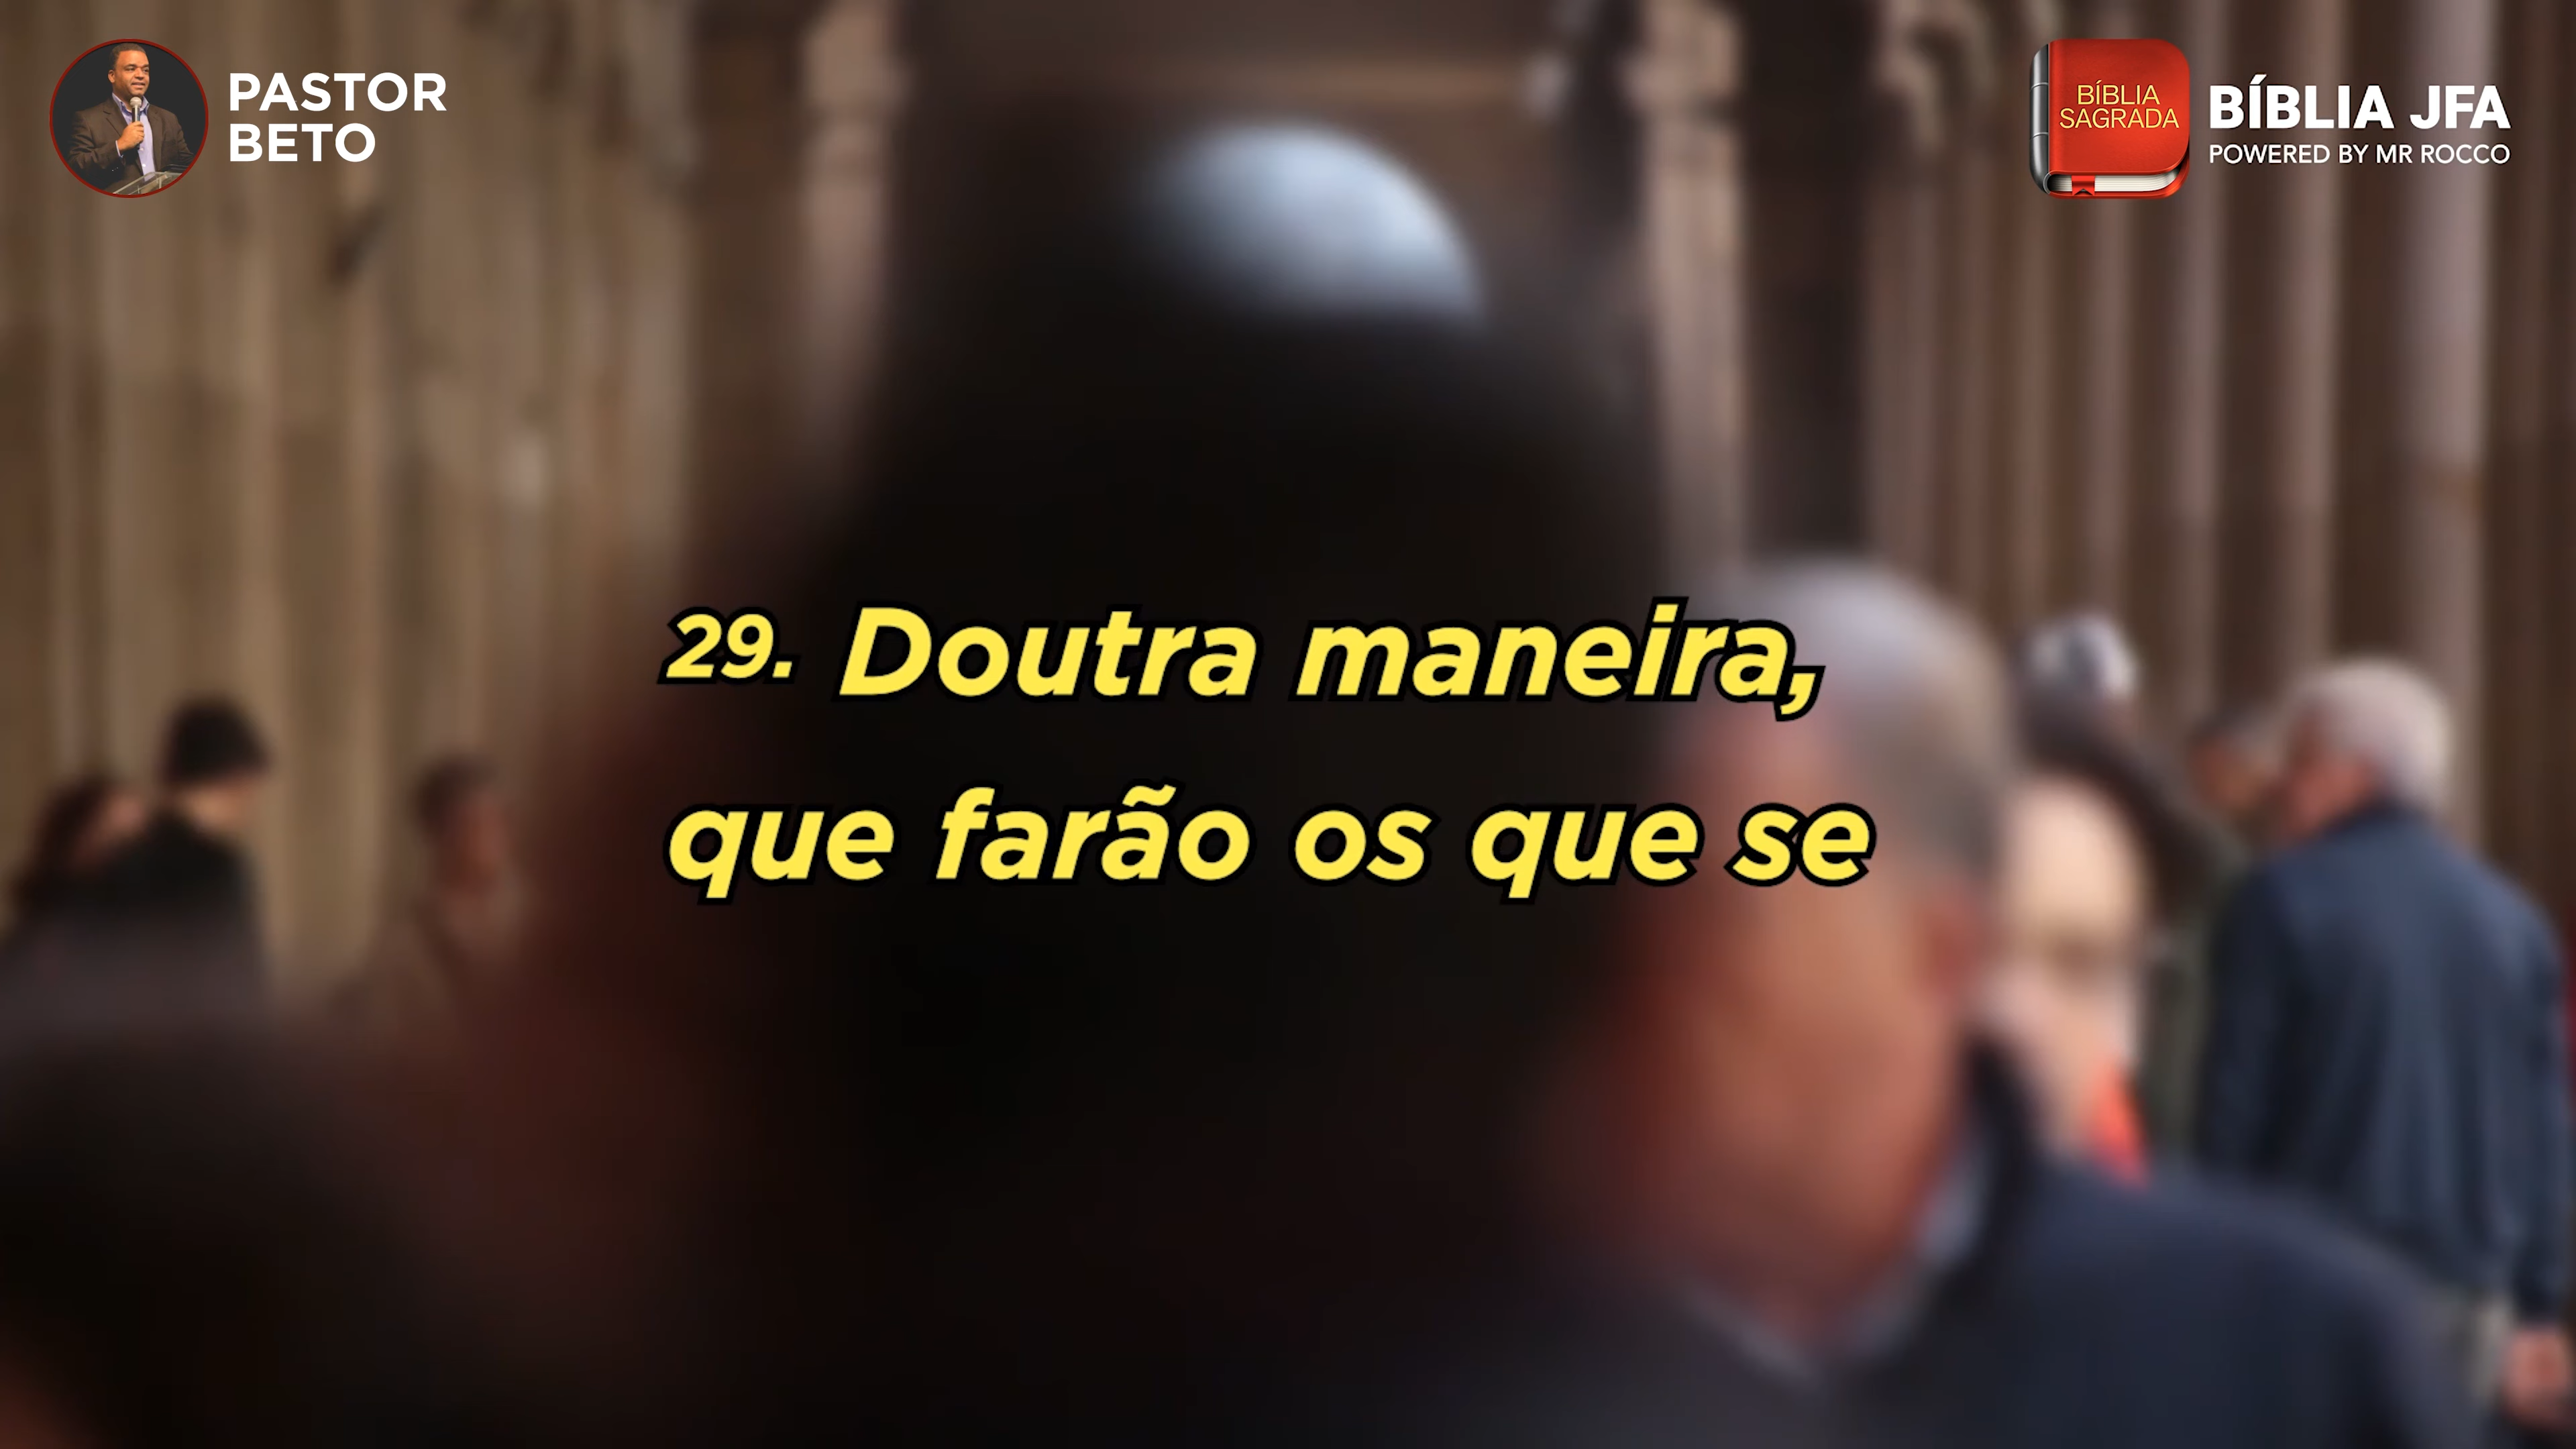 PASTOR
BETO
BÍBLIA
SAGRADA
BÍBLIA JFA
POWERED BY MR ROCCO
29. Doutra maneira,
que farão os que se